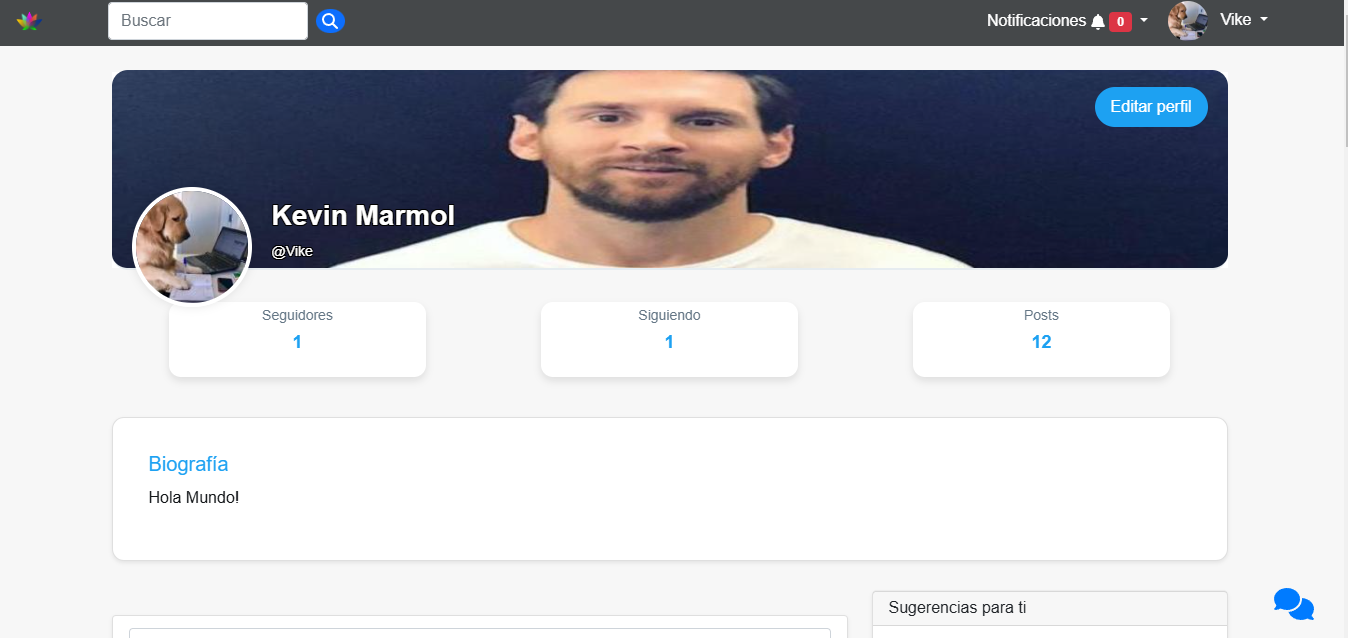 Buscar
Notificaciones 0
Vike
Editar perfil
Kevin Marmol
@Vike
Seguidores
1
Siguiendo
1
Posts
12
Biografía
Hola Mundo!
Sugerencias para ti